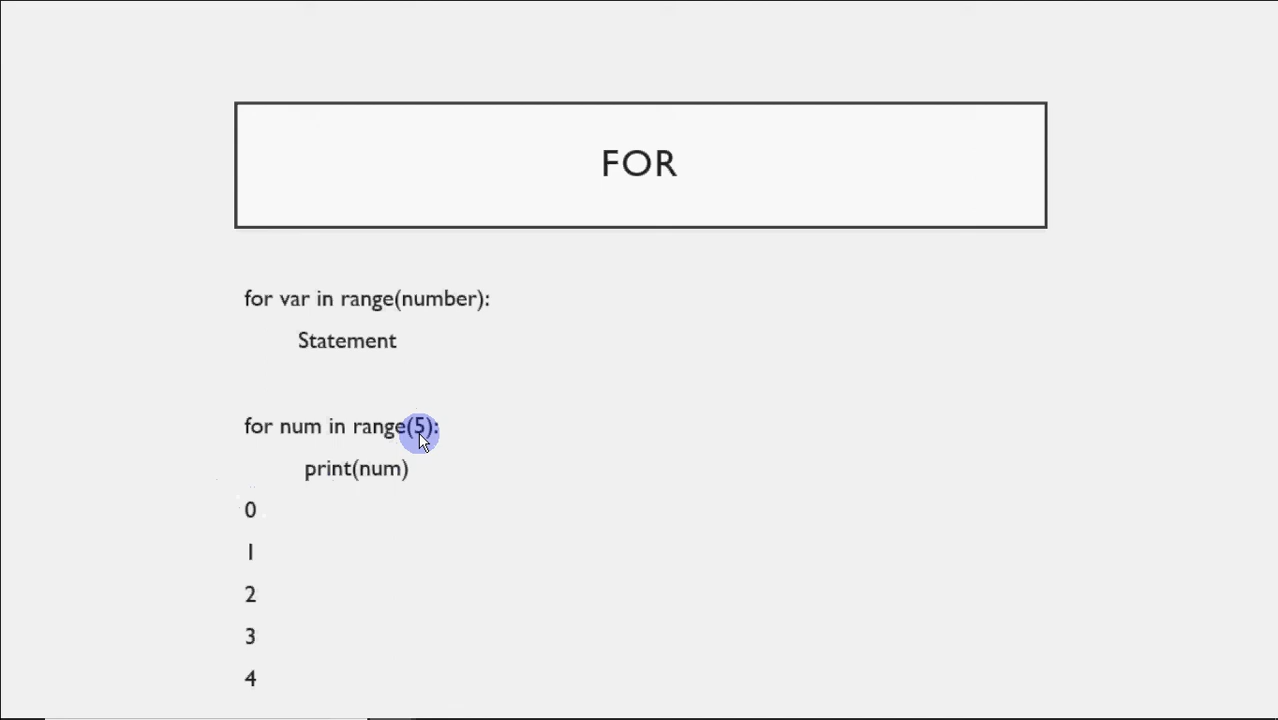 FOR
for var in range(number):
Statement
for num in range(5):
print(num)
0
1
2
3
4